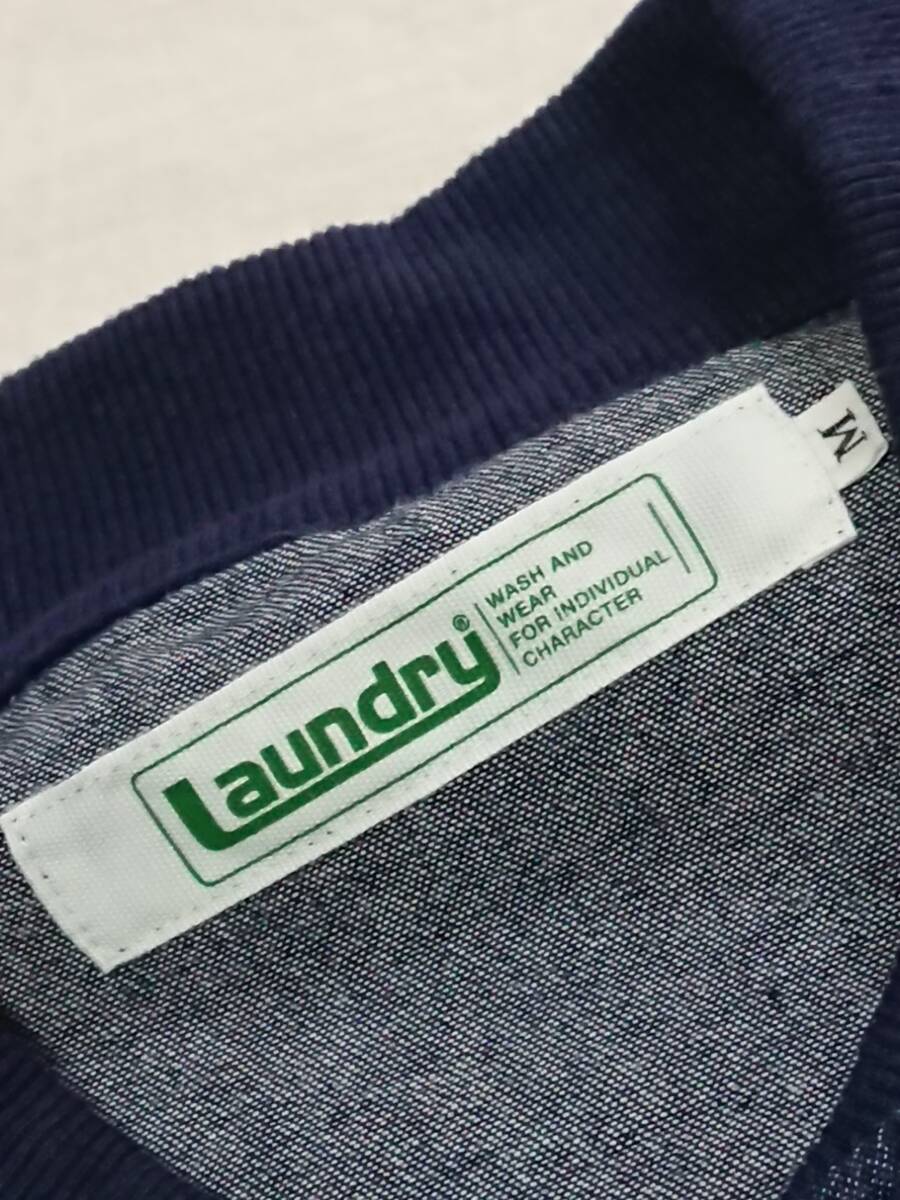 Laundry®
WASH AND
WEAR
FOR INDIVIDUAL
CHARACTER
M